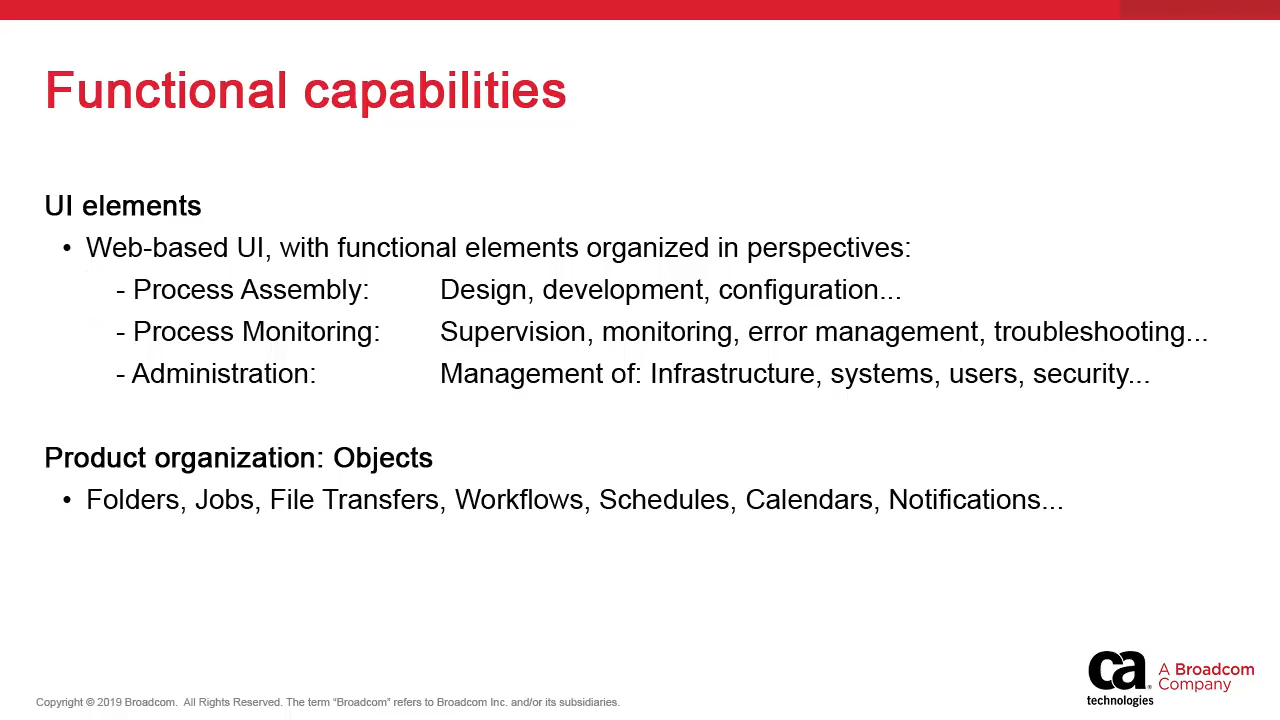 Functional capabilities
UI elements
• Web-based UI, with functional elements organized in perspectives:
- Process Assembly: Design, development, configuration...
- Process Monitoring: Supervision, monitoring, error management, troubleshooting...
- Administration: Management of: Infrastructure, systems, users, security...
Product organization: Objects
• Folders, Jobs, File Transfers, Workflows, Schedules, Calendars, Notifications...
ca technologies
A Broadcom Company
Copyright © 2019 Broadcom. All Rights Reserved. The term “Broadcom” refers to Broadcom Inc. and/or its subsidiaries.